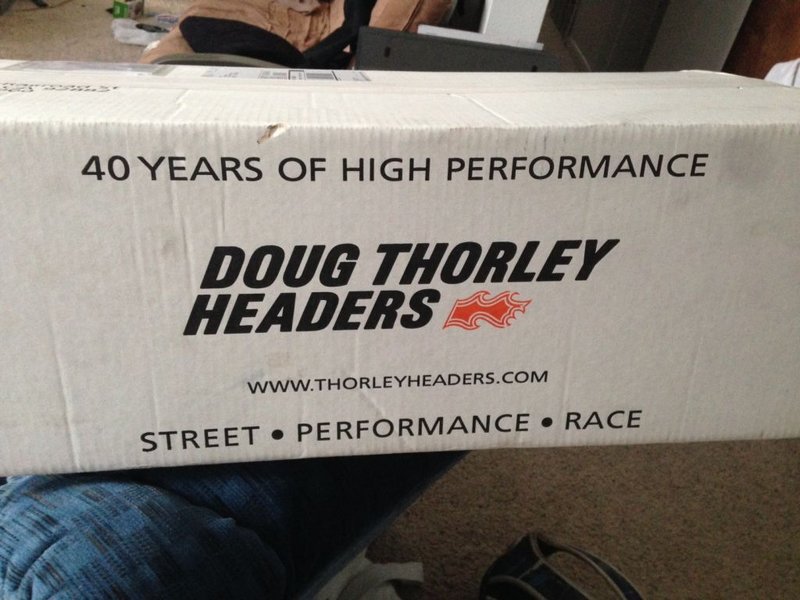 40 YEARS OF HIGH PERFORMANCE
DOUG THORLEY
HEADERS
WWW.THORLEYHEADERS.COM
STREET • PERFORMANCE • RACE